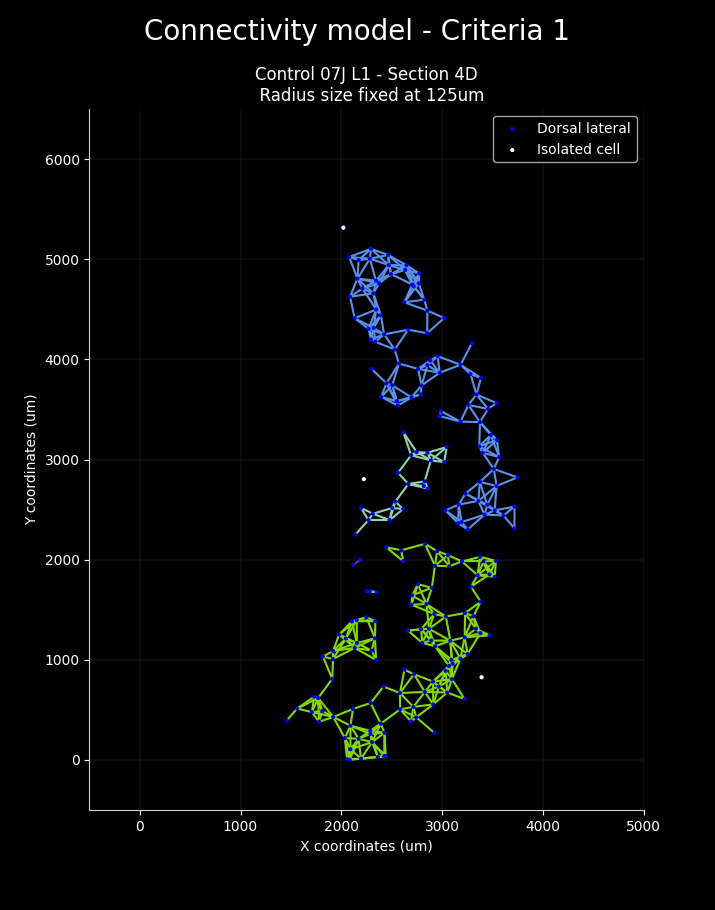 Connectivity model - Criteria 1
Control 07J L1 - Section 4D
Radius size fixed at 125um
Dorsal lateral
Isolated cell
6000
5000
4000
3000
2000
1000
0
Y coordinates (um)
0 1000 2000 3000 4000 5000
X coordinates (um)